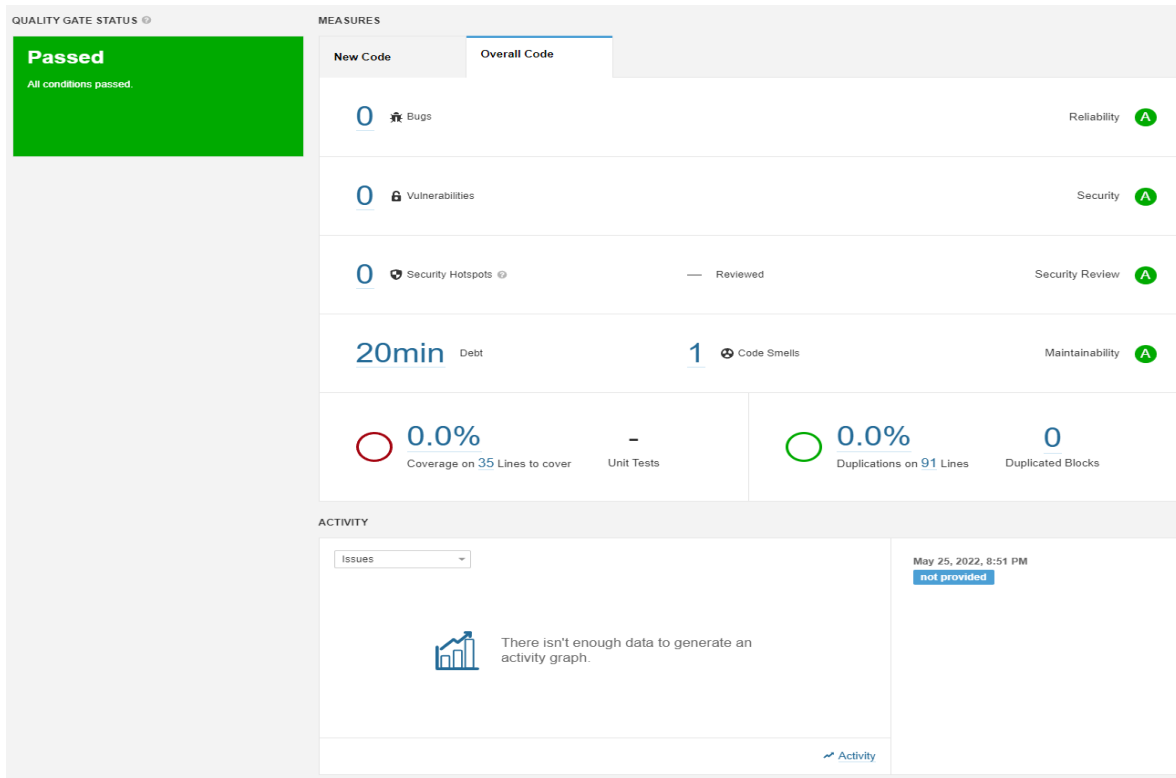 QUALITY GATE STATUS
Passed
All conditions passed.
MEASURES
New Code
Overall Code
0 Bugs
Reliability A
0 Vulnerabilities
Security A
0 Security Hotspots
— Reviewed
Security Review A
20min Debt
1 Code Smells
Maintainability A
0.0%
Coverage on 35 Lines to cover
-
Unit Tests
0.0%
Duplications on 91 Lines
0
Duplicated Blocks
ACTIVITY
Issues
There isn't enough data to generate an
activity graph.
Activity
May 25, 2022, 8:51 PM
not provided